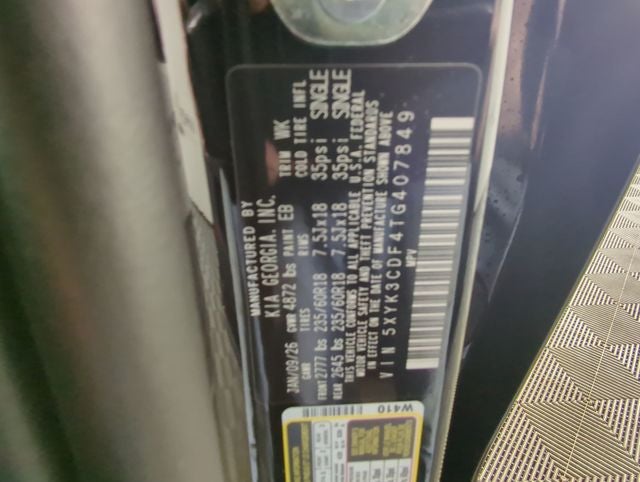 MANUFACTURED BY
KIA GEORGIA, INC.
JAN/09/26 GVWR 4872 lbs PAINT EB TRIM WK
GAWR TIRES RIMS COLD TIRE INFL.
FRONT 2777 lbs 235/60R18 7.5Jx18 35psi SINGLE
REAR 2645 lbs 235/60R18 7.5Jx18 35psi SINGLE
THIS VEHICLE CONFORMS TO ALL APPLICABLE U.S.A. FEDERAL
MOTOR VEHICLE SAFETY AND THEFT PREVENTION STANDARDS
IN EFFECT ON THE DATE OF MANUFACTURE SHOWN ABOVE
VIN 5XYK3CDF4TG407849
MPV
W410